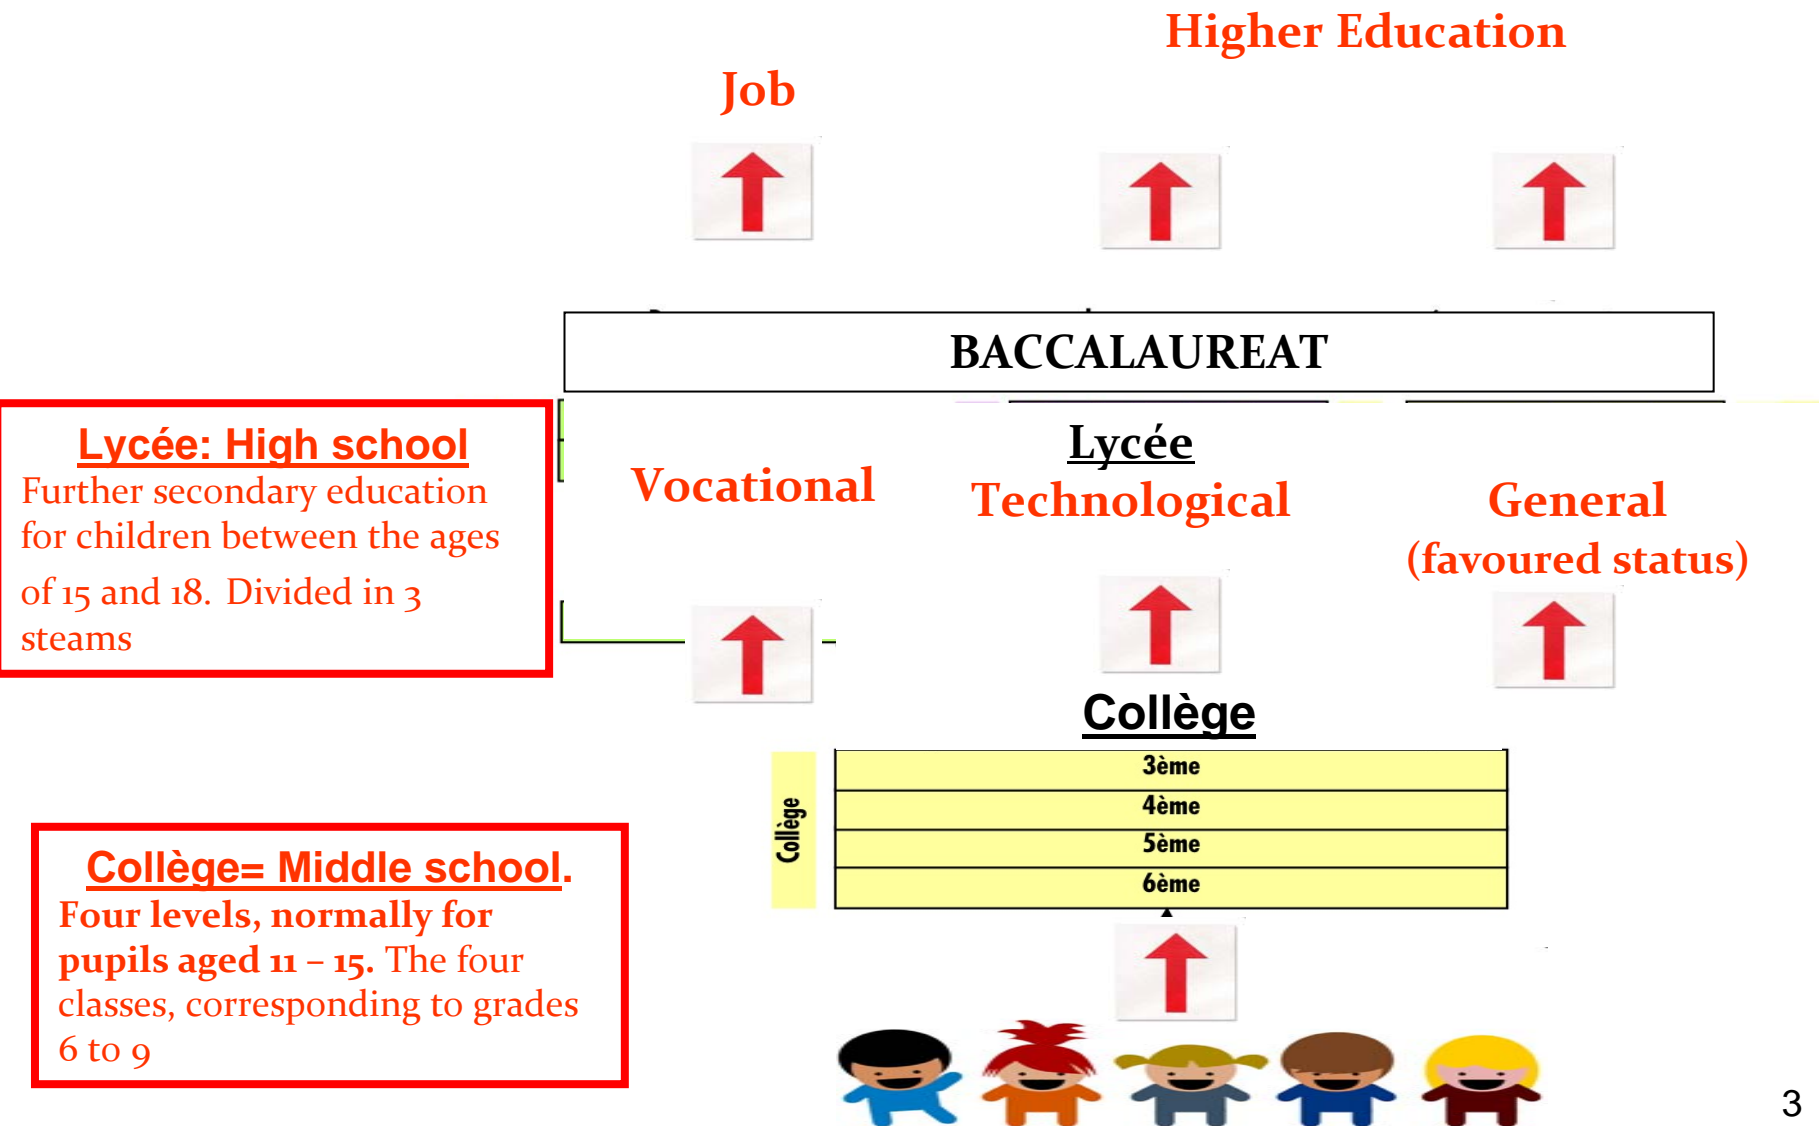 Higher Education
Job
BACCALAUREAT
Lycée: High school
Further secondary education
for children between the ages
of 15 and 18. Divided in 3
steams
Lycée
Vocational
Technological
General
(favoured status)
Collège
Collège
3ème
4ème
5ème
6ème
Collège= Middle school.
Four levels, normally for
pupils aged 11 – 15. The four
classes, corresponding to grades
6 to 9
3